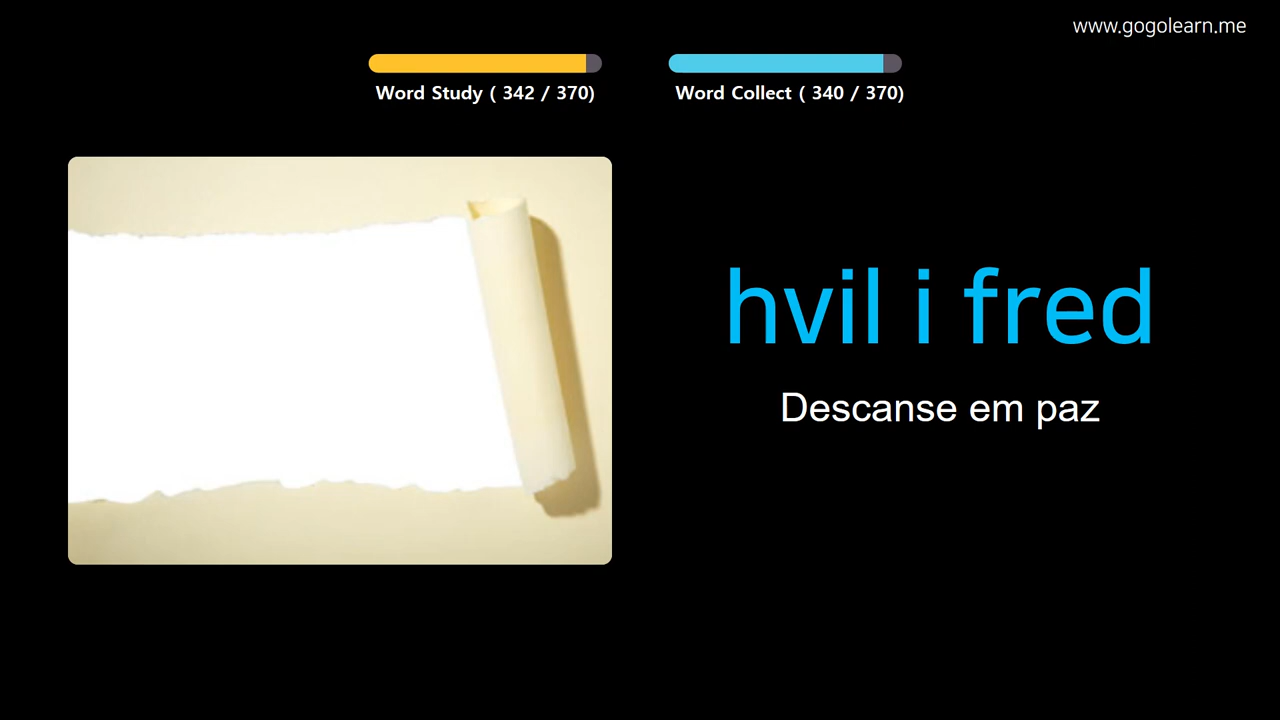 www.gogolearn.me
Word Study ( 342 / 370)
Word Collect ( 340 / 370)
hvil i fred
Descanse em paz